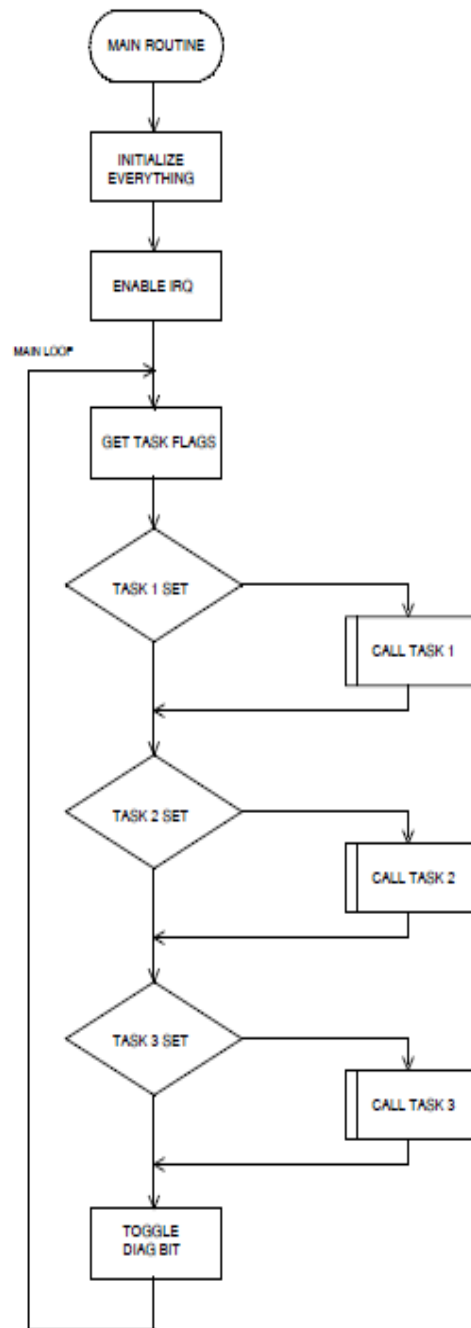 MAIN ROUTINE
INITIALIZE
EVERYTHING
ENABLE IRQ
MAIN LOOP
GET TASK FLAGS
TASK 1 SET
CALL TASK 1
TASK 2 SET
CALL TASK 2
TASK 3 SET
CALL TASK 3
TOGGLE
DIAG BIT